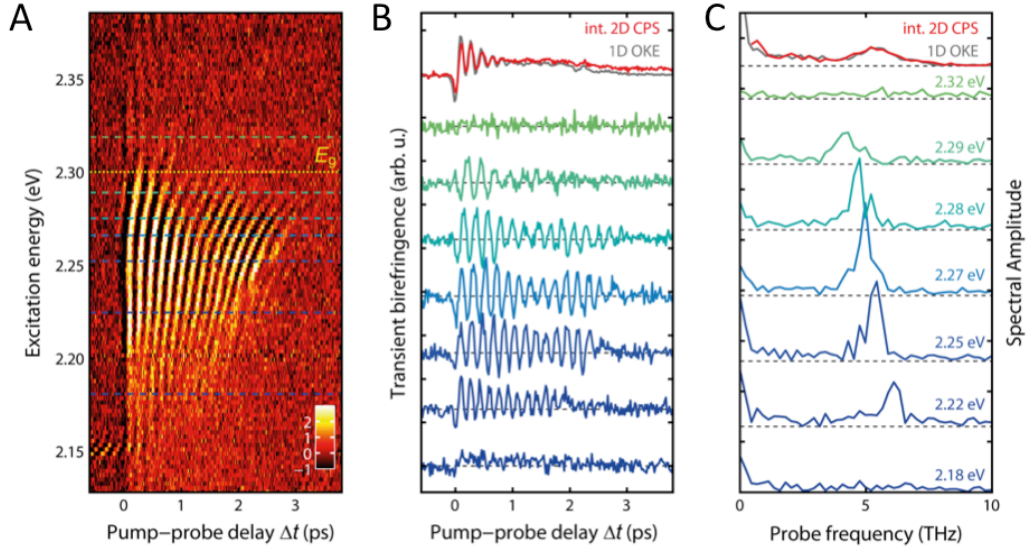 A
B
C
Excitation energy (eV)
2.35
2.30
2.25
2.20
2.15
E_g
2
1
0
−1
0 1 2 3
Pump−probe delay Δt (ps)
Transient birefringence (arb. u.)
int. 2D CPS
1D OKE
0 1 2 3
Pump−probe delay Δt (ps)
int. 2D CPS
1D OKE
2.32 eV
2.29 eV
2.28 eV
2.27 eV
2.25 eV
2.22 eV
2.18 eV
0 5 10
Probe frequency (THz)
Spectral Amplitude